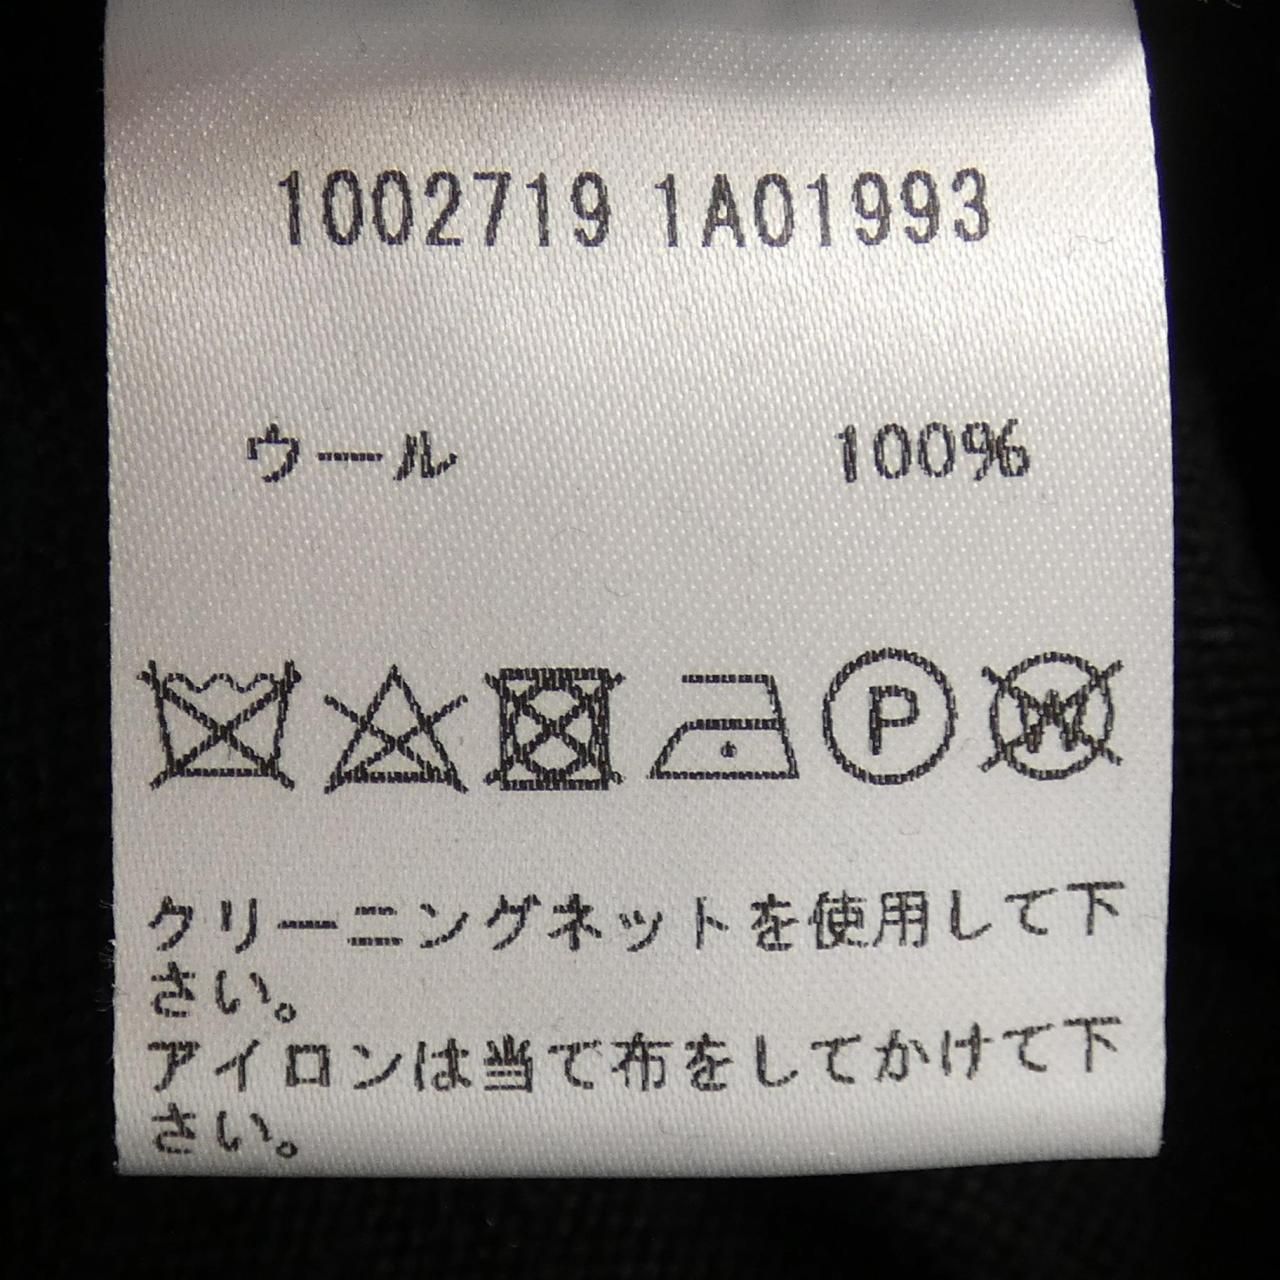 1002719 1A01993
ウール 100%
P W
クリーニングネットを使用して下
さい。
アイロンは当て布をしてかけて下
さい。